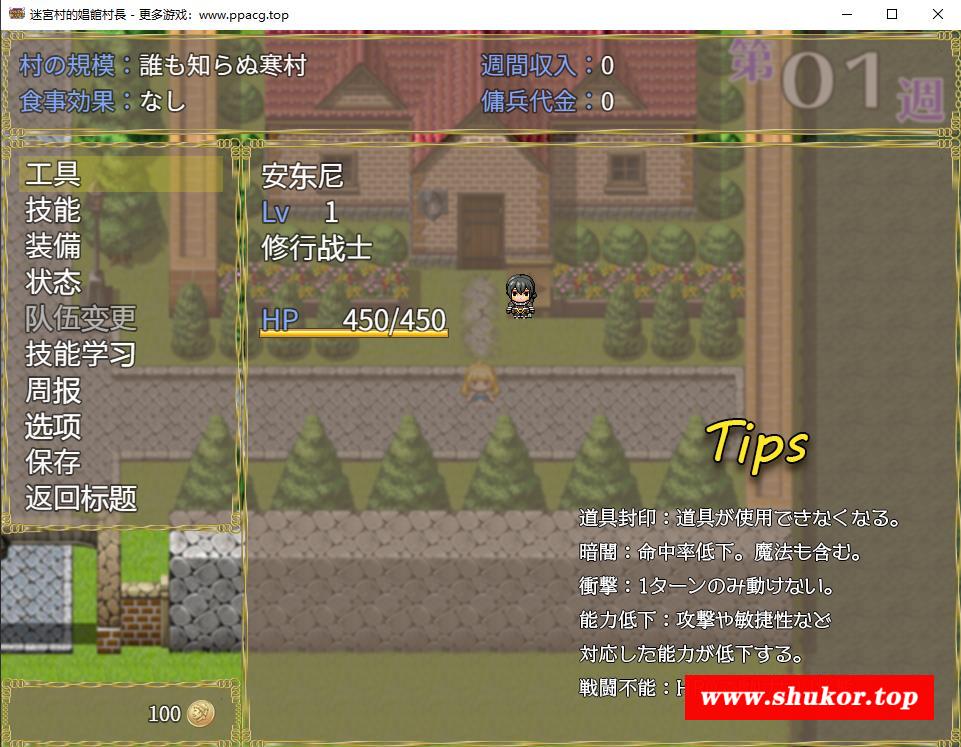 迷宮村的娼館村長 - 更多游戏：www.ppacg.top
村の規模：誰も知らぬ寒村
週間収入：0
食事効果：なし
傭兵代金：0
第01週
工具
技能
装備
状态
队伍变更
技能学习
周报
选项
保存
返回标题
安东尼
Lv 1
修行战士
HP 450/450
Tips
道具封印：道具が使用できなくなる。
暗闇：命中率低下。魔法も含む。
衝撃：1ターンのみ動けない。
能力低下：攻撃や敏捷性など
対応した能力が低下する。
戦闘不能：H
www.shukor.top
100